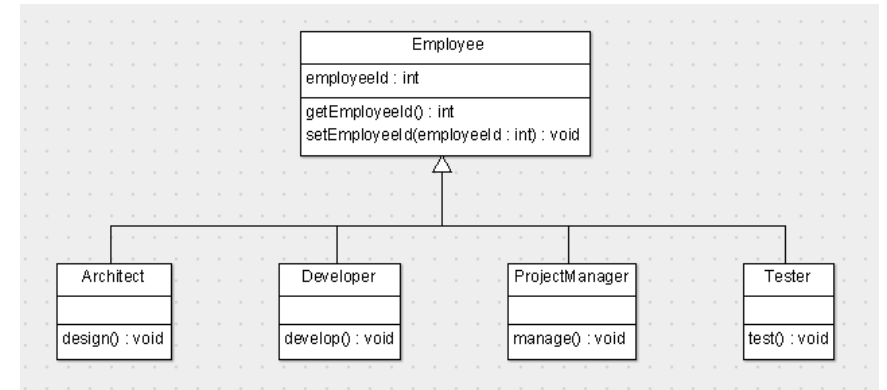 Employee
employeeId : int
getEmployeeId() : int
setEmployeeId(employeeId : int) : void
Architect
design() : void
Developer
develop() : void
ProjectManager
manage() : void
Tester
test() : void